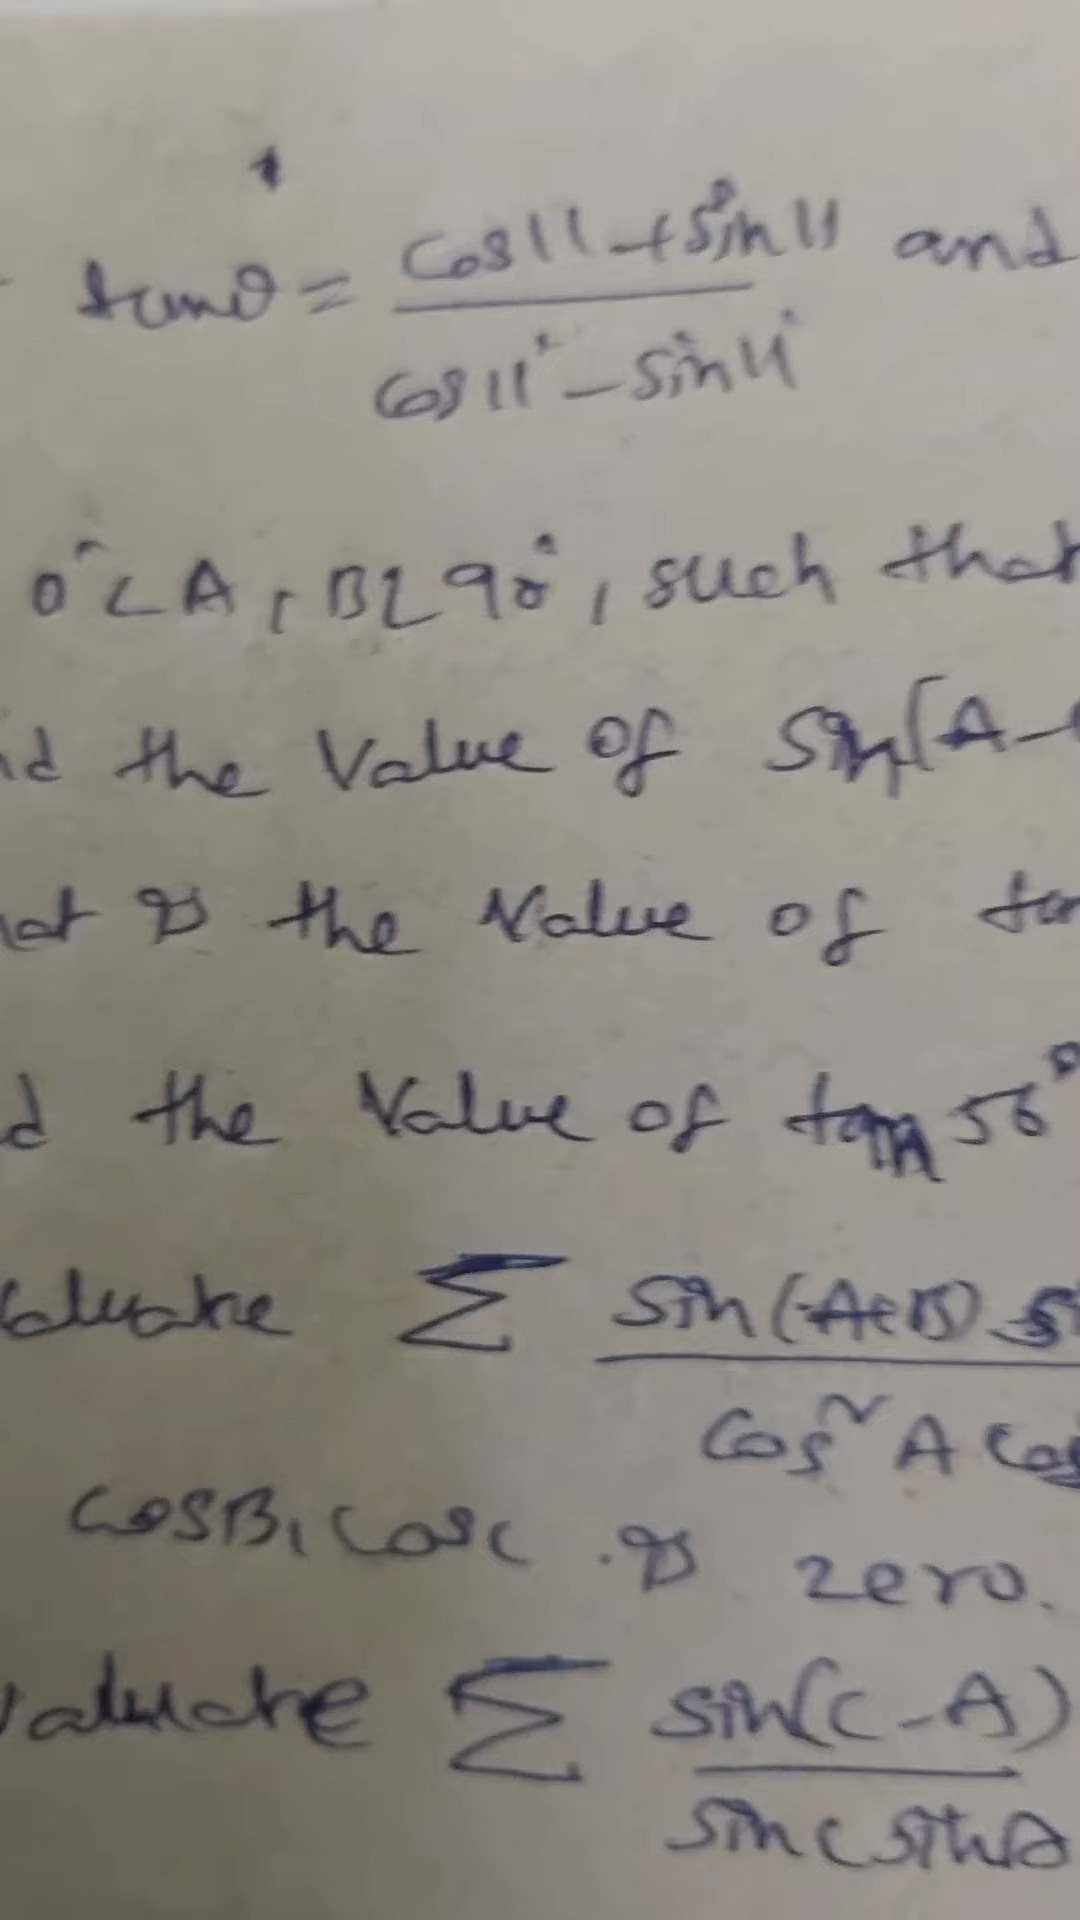 tanθ = cos11 + sin11 and
cos11° - sin11°
0° < A, B < 90°, such that
the value of sin(A-
is the value of
the value of tan 56°
Σ sin(A+B) 
cos² A cos
cosB, cosc. is zero.
Σ sin(C-A)
sinc sinA